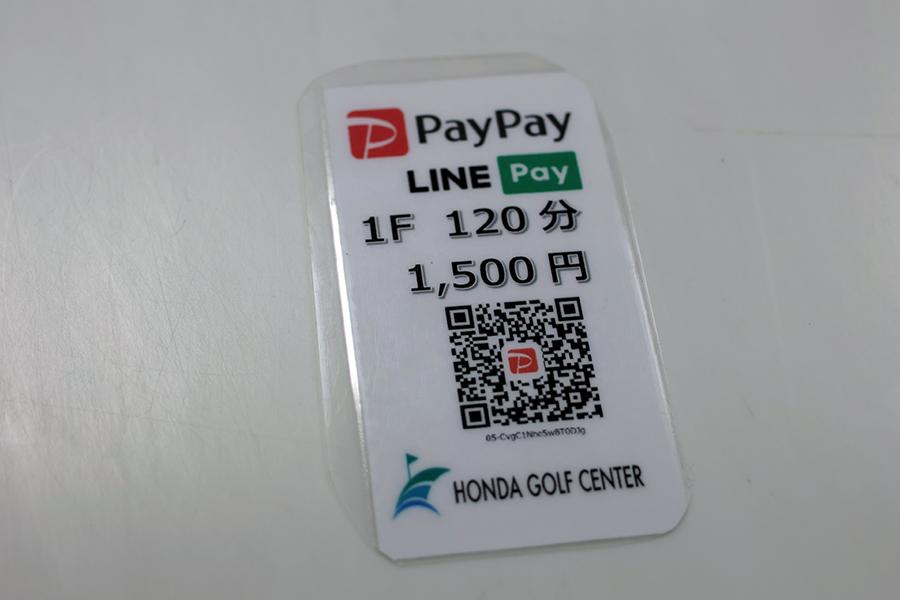 PayPay
LINE Pay
1F 120分
1,500円
HONDA GOLF CENTER